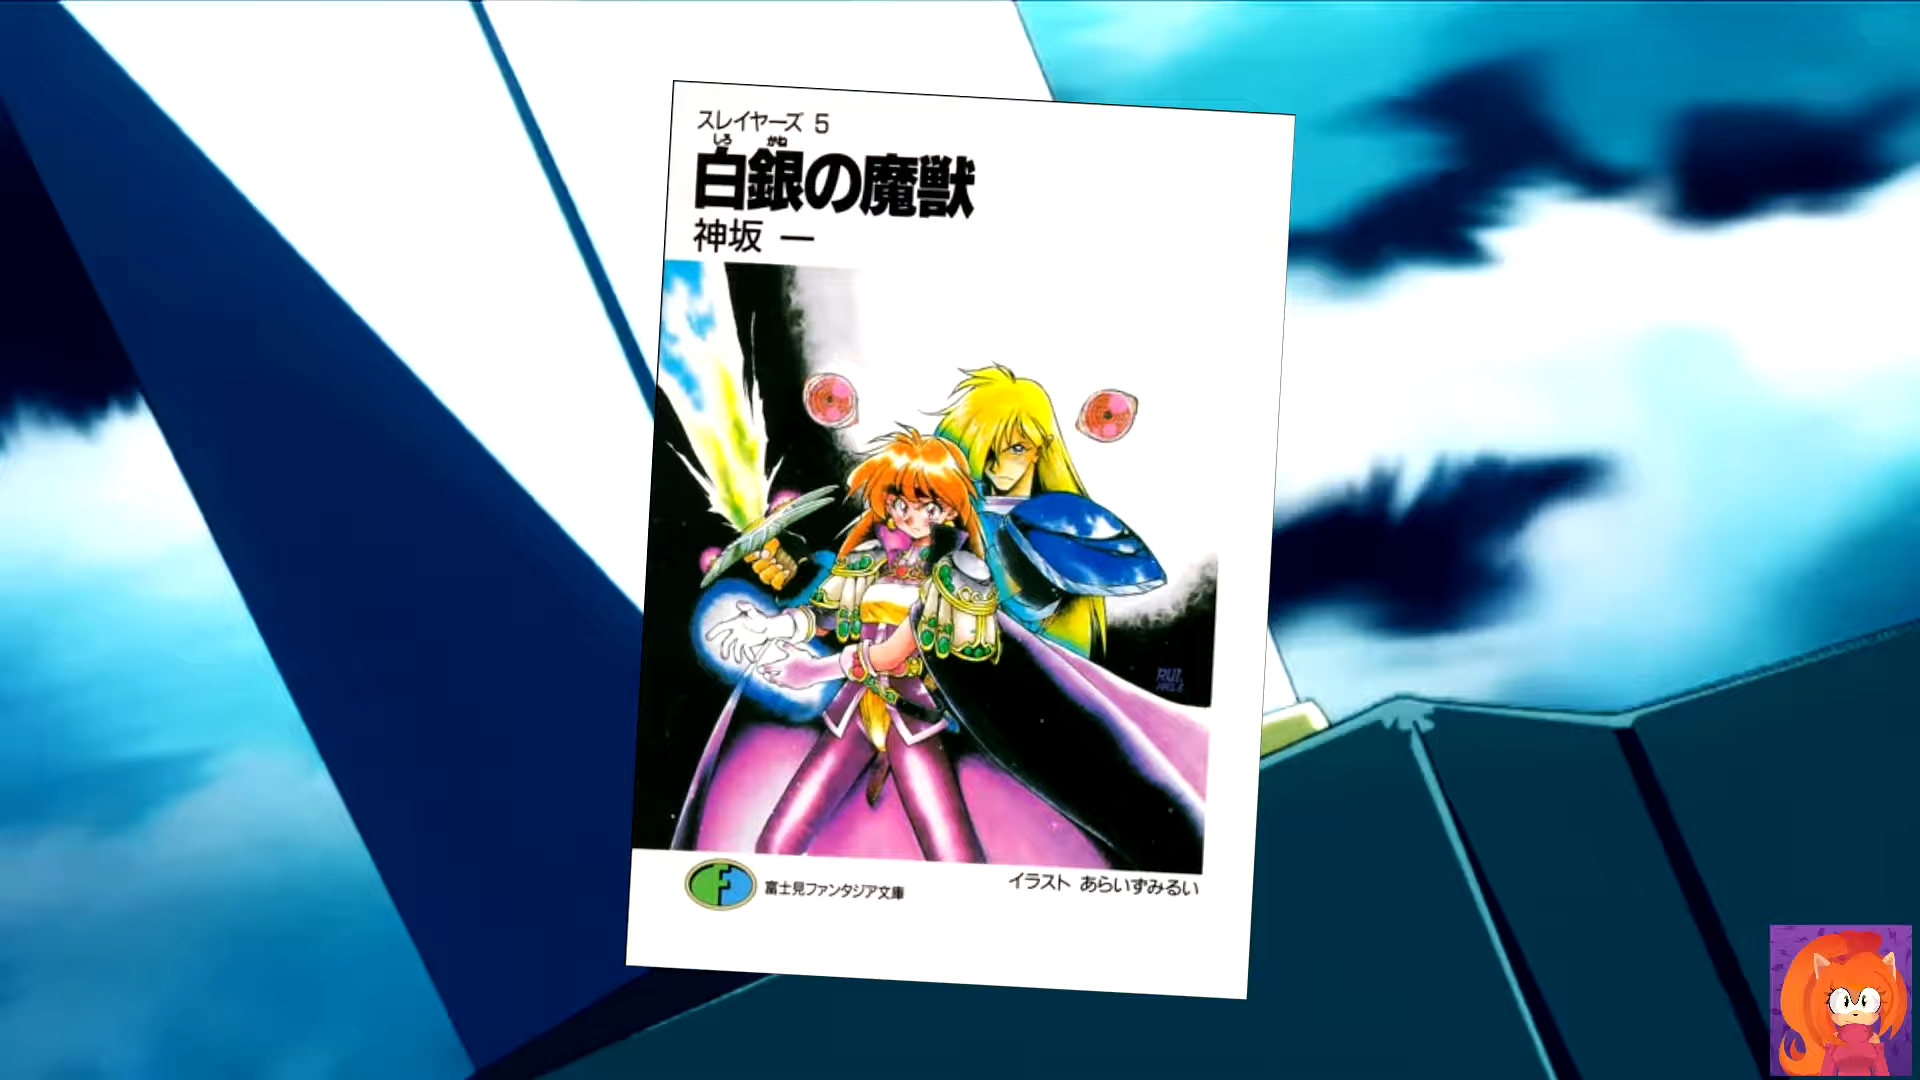 スレイヤーズ 5
しろ がね
白銀の魔獣
神坂 一
RUI.
F
富士見ファンタジア文庫
イラスト あらいずみるい